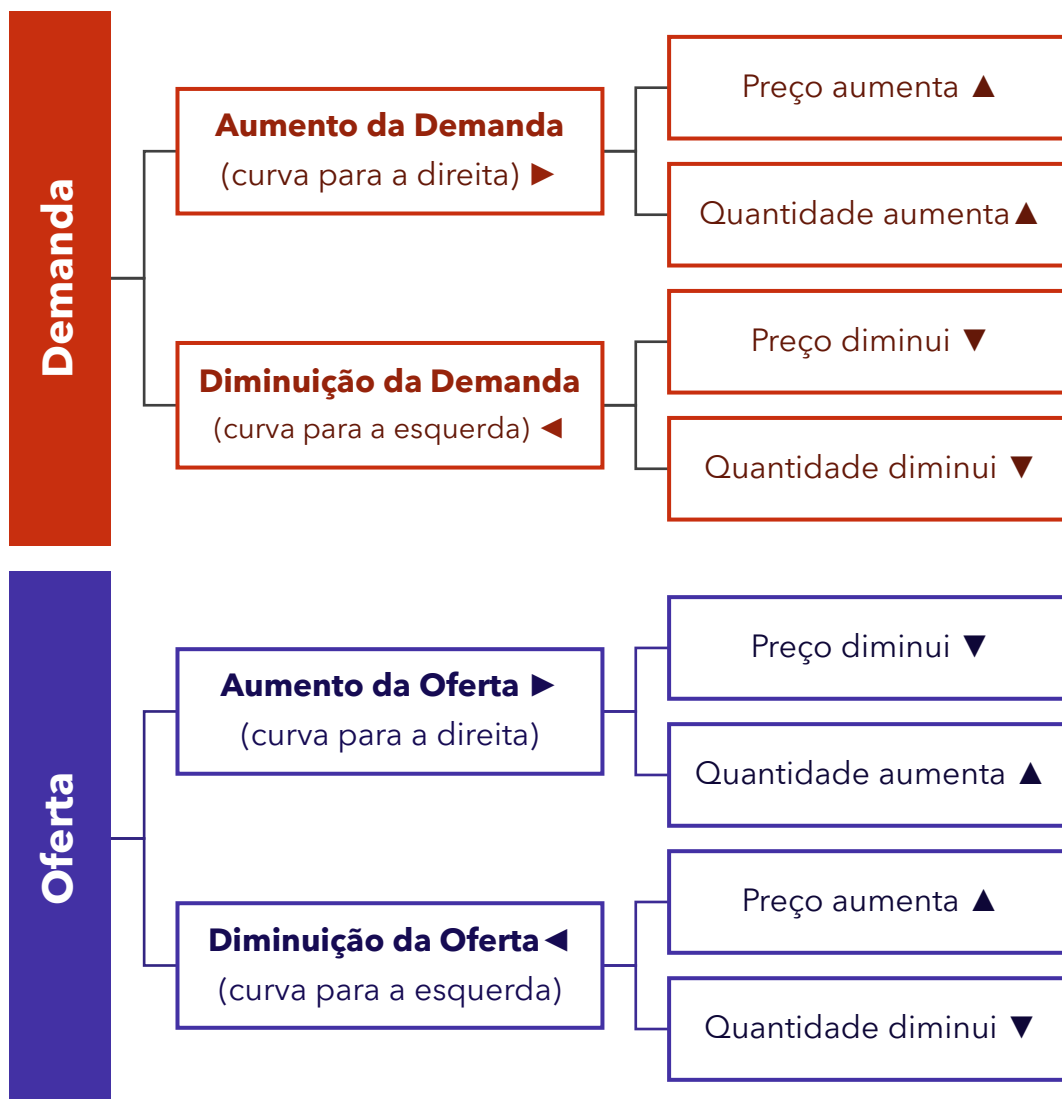 Demanda
Aumento da Demanda
(curva para a direita) ►
Preço aumenta ▲
Quantidade aumenta▲
Diminuição da Demanda
(curva para a esquerda) ◄
Preço diminui ▼
Quantidade diminui ▼
Oferta
Aumento da Oferta ►
(curva para a direita)
Preço diminui ▼
Quantidade aumenta ▲
Diminuição da Oferta◄
(curva para a esquerda)
Preço aumenta ▲
Quantidade diminui ▼